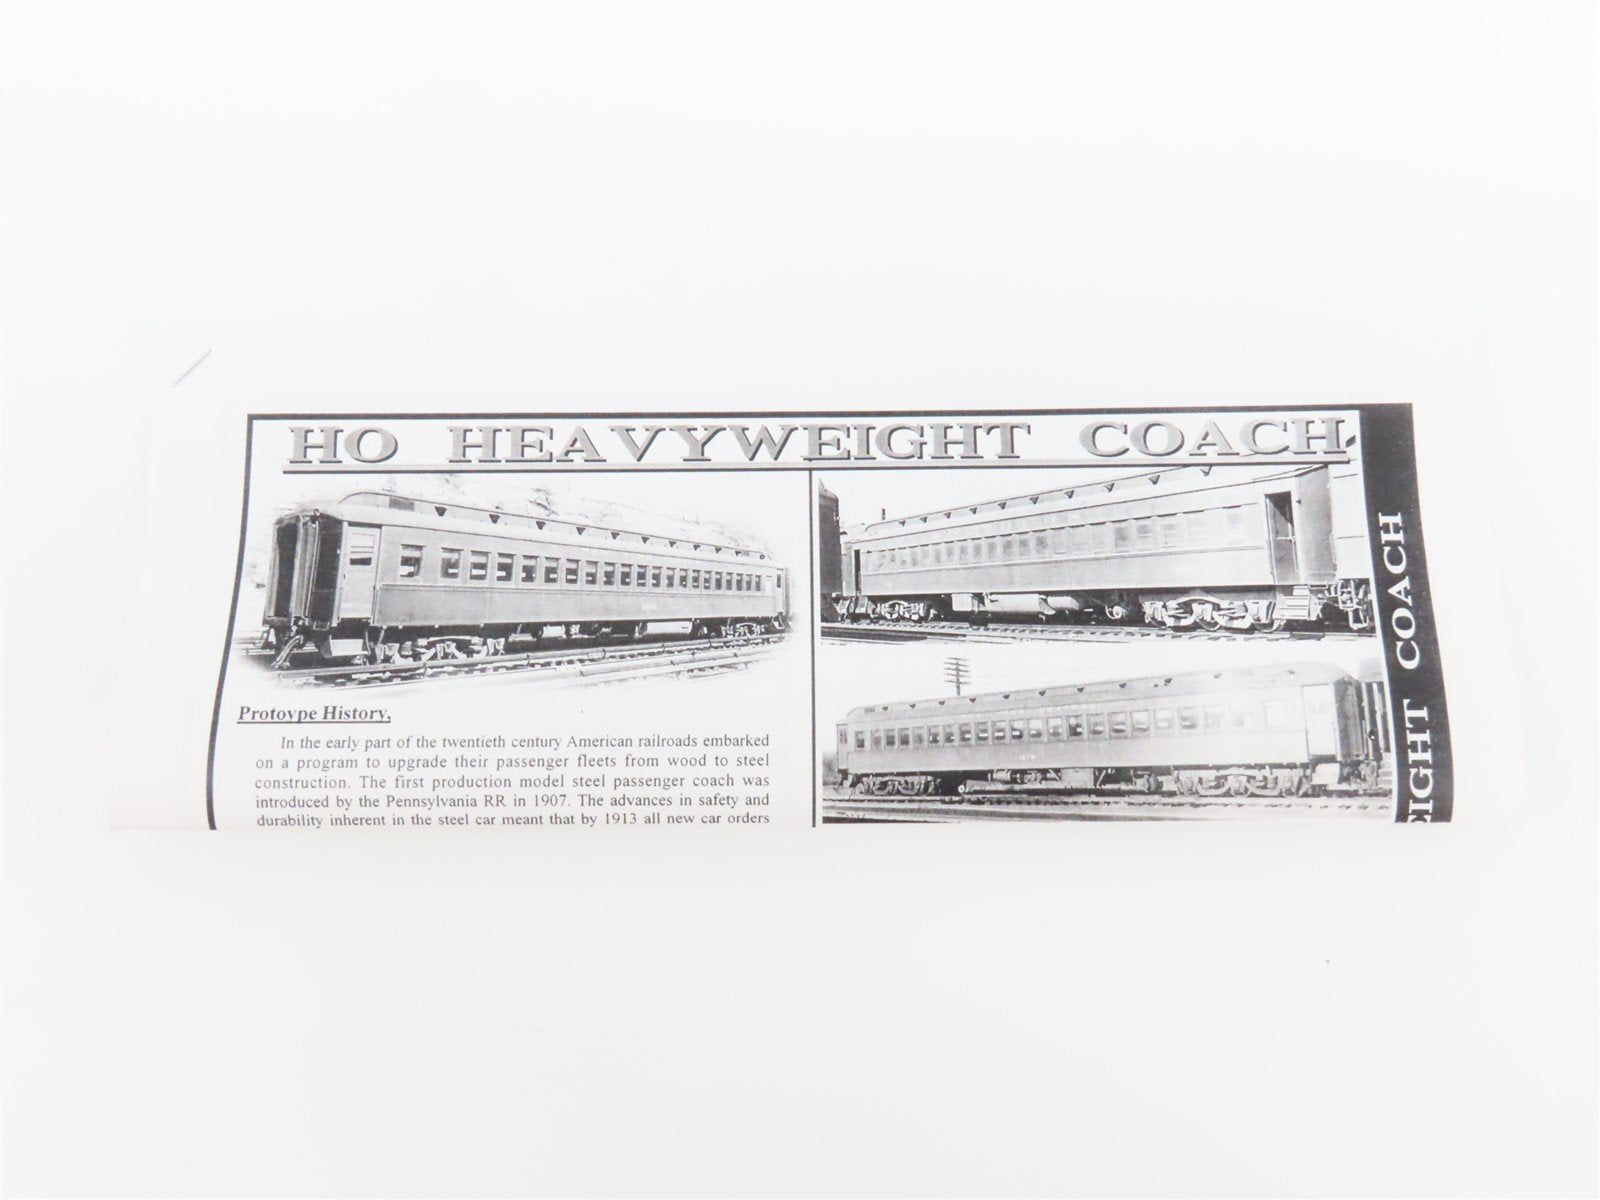 HO HEAVYWEIGHT COACH
Protoype History,
In the early part of the twentieth century American railroads embarked
on a program to upgrade their passenger fleets from wood to steel
construction. The first production model steel passenger coach was
introduced by the Pennsylvania RR in 1907. The advances in safety and
durability inherent in the steel car meant that by 1913 all new car orders
EIGHT COACH